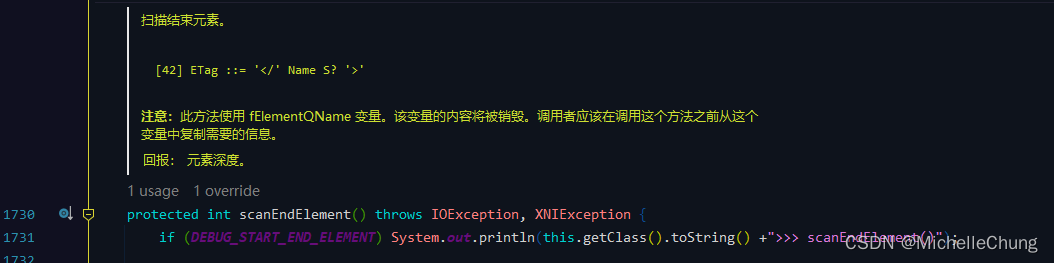 扫描结束元素。
[42] ETag ::= '</' Name S? '>'
注意：此方法使用 fElementQName 变量。该变量的内容将被销毁。调用者应该在调用这个方法之前从这个
变量中复制需要的信息。
回报： 元素深度。
1 usage 1 override
1730 protected int scanEndElement() throws IOException, XNIException {
1731 if (DEBUG_START_END_ELEMENT) System.out.println(this.getClass().toString() +">>> scanEndElement()");
CSDN @MichelleChung
1732